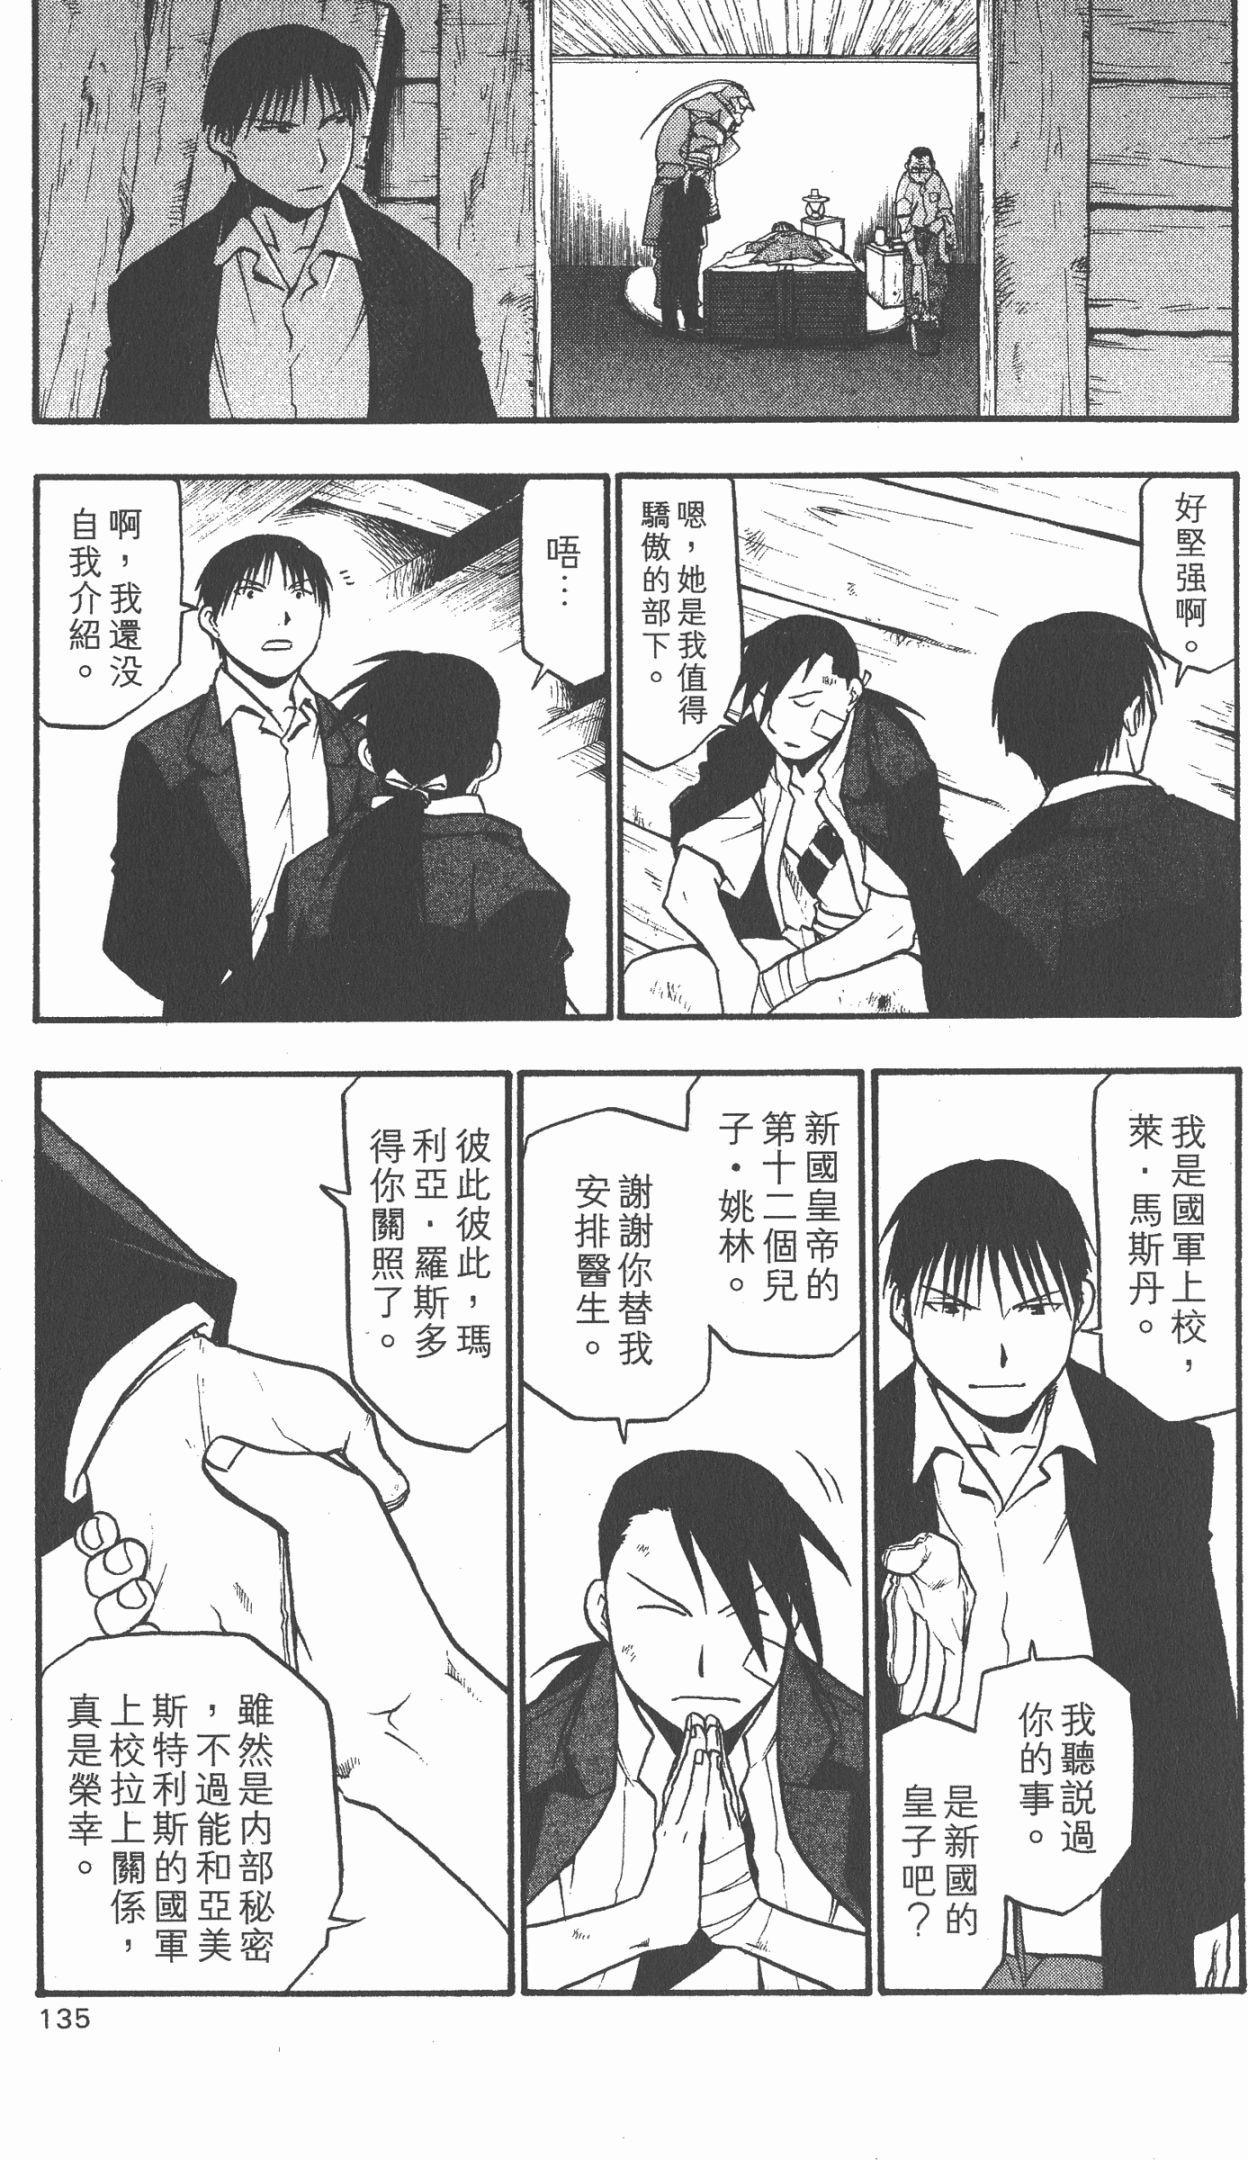 好堅强啊。
嗯，她是我值得
驕傲的部下。
唔…
啊，我還没
自我介紹。
我是國軍上校，
萊·馬斯丹。
我聽説過
你的事。
是新國的
皇子吧？
新國皇帝的
第十二個兒
子·姚林。
謝謝你替我
安排醫生。
彼此彼此，瑪
利亞·羅斯多
得你關照了。
雖然是内部秘密
，不過能和亞美
斯特利斯的國軍
上校拉上關係，
真是榮幸。
135